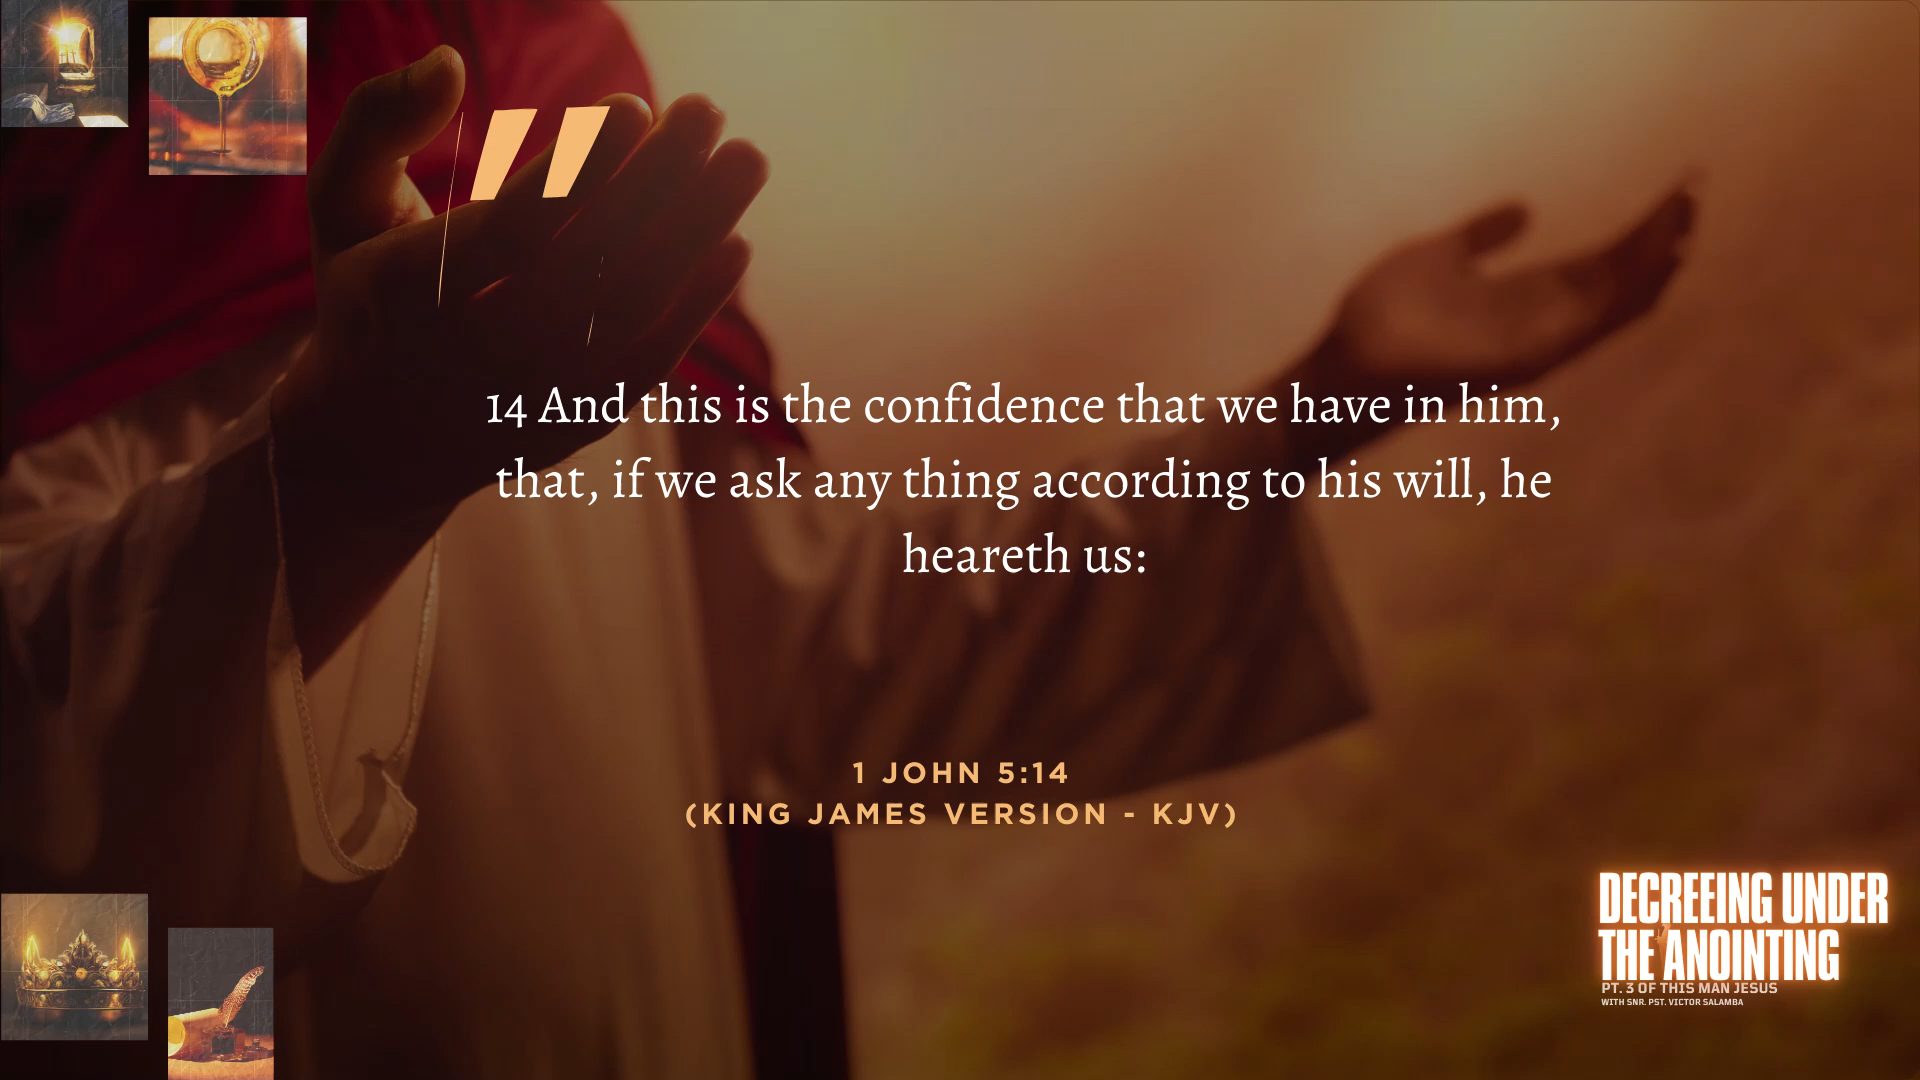 "
14 And this is the confidence that we have in him,
that, if we ask any thing according to his will, he
heareth us:
1 JOHN 5:14
(KING JAMES VERSION - KJV)
DECREEING UNDER
THE ANOINTING
PT. 3 OF THIS MAN JESUS
WITH SNR. PST. VICTOR SALAMBA